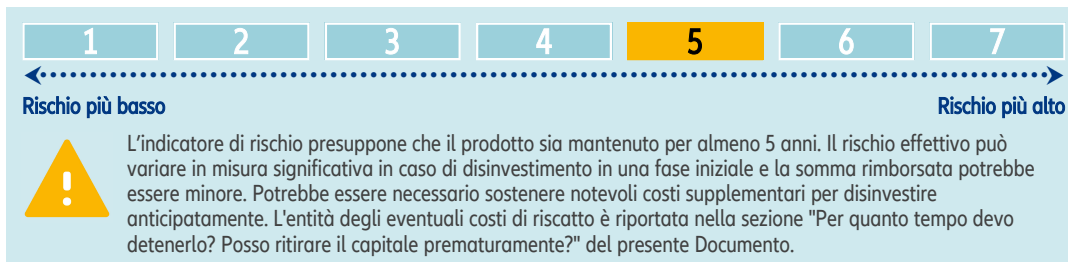 1 2 3 4 5 6 7
Rischio più basso Rischio più alto
L'indicatore di rischio presuppone che il prodotto sia mantenuto per almeno 5 anni. Il rischio effettivo può
variare in misura significativa in caso di disinvestimento in una fase iniziale e la somma rimborsata potrebbe
essere minore. Potrebbe essere necessario sostenere notevoli costi supplementari per disinvestire
anticipatamente. L'entità degli eventuali costi di riscatto è riportata nella sezione "Per quanto tempo devo
detenerlo? Posso ritirare il capitale prematuramente?" del presente Documento.